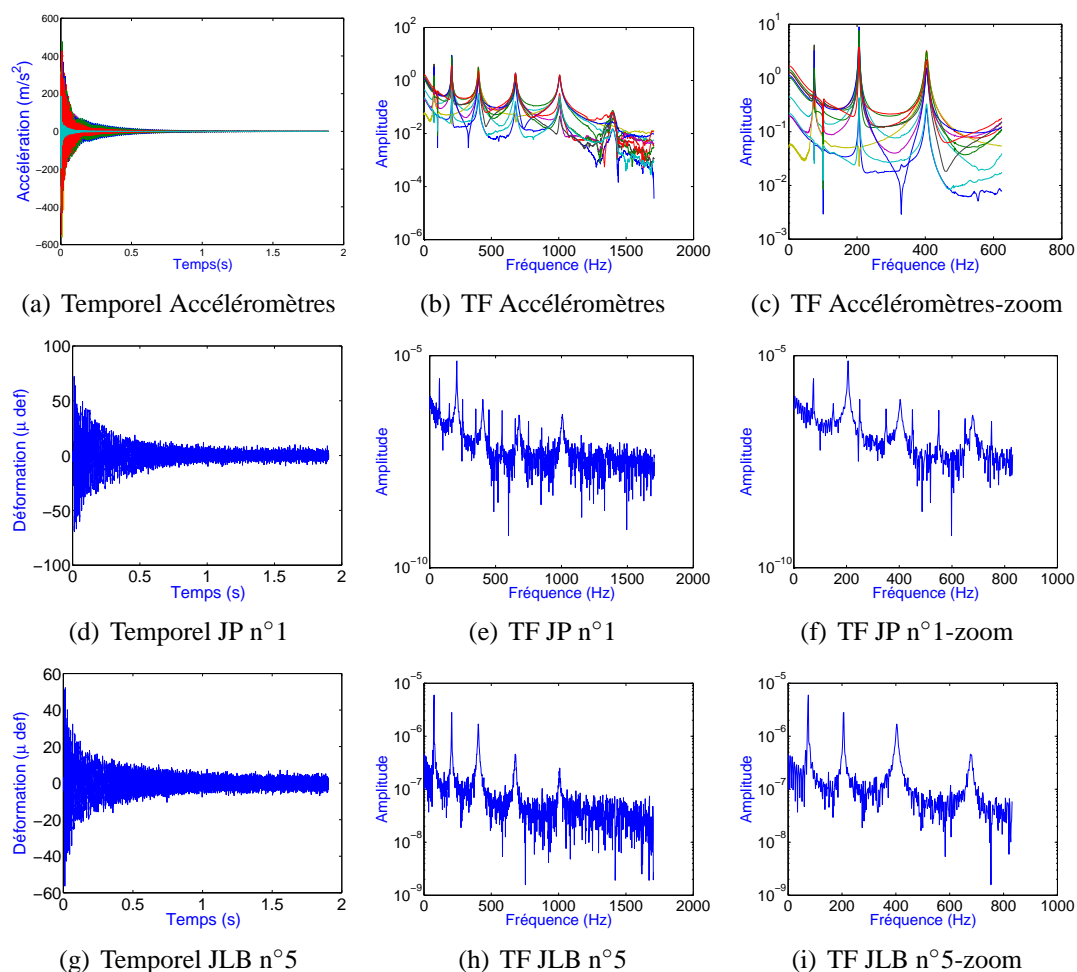 600
400
200
0
−200
−400
−600
0 0.5 1 1.5 2
Temps(s)
Accélération (m/s²)
(a) Temporel Accéléromètres
10²
10⁰
10⁻²
10⁻⁴
10⁻⁶
0 500 1000 1500 2000
Fréquence (Hz)
Amplitude
(b) TF Accéléromètres
10¹
10⁰
10⁻¹
10⁻²
10⁻³
0 200 400 600 800
Fréquence (Hz)
Amplitude
(c) TF Accéléromètres-zoom
100
50
0
−50
−100
0 0.5 1 1.5 2
Temps (s)
Déformation (μ def)
(d) Temporel JP n°1
10⁻⁵
10⁻¹⁰
0 500 1000 1500 2000
Fréquence (Hz)
Amplitude
(e) TF JP n°1
10⁻⁵
10⁻¹⁰
0 200 400 600 800 1000
Fréquence (Hz)
Amplitude
(f) TF JP n°1-zoom
60
40
20
0
−20
−40
−60
0 0.5 1 1.5 2
Temps (s)
Déformation (μ def)
(g) Temporel JLB n°5
10⁻⁵
10⁻⁶
10⁻⁷
10⁻⁸
10⁻⁹
0 500 1000 1500 2000
Fréquence (Hz)
Amplitude
(h) TF JLB n°5
10⁻⁵
10⁻⁶
10⁻⁷
10⁻⁸
10⁻⁹
0 200 400 600 800 1000
Fréquence (Hz)
Amplitude
(i) TF JLB n°5-zoom